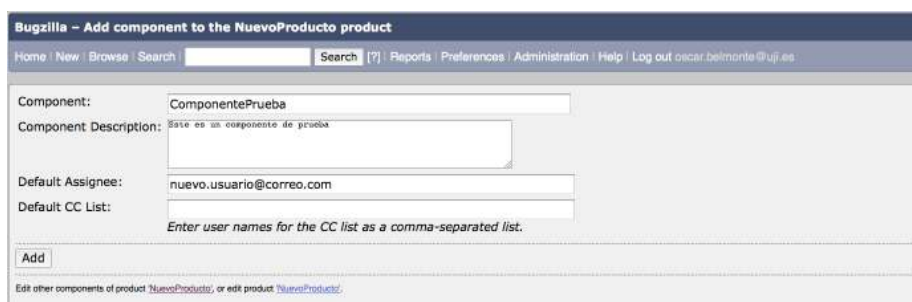 Bugzilla – Add component to the NuevoProducto product
Home | New | Browse | Search | Search [?] | Reports | Preferences | Administration | Help | Log out oscar.belmonte@uji.es
Component: ComponentePrueba
Component Description: Este es un componente de prueba
Default Assignee: nuevo.usuario@correo.com
Default CC List:
Enter user names for the CC list as a comma-separated list.
Add
Edit other components of product 'NuevoProducto', or edit product 'NuevoProducto'.